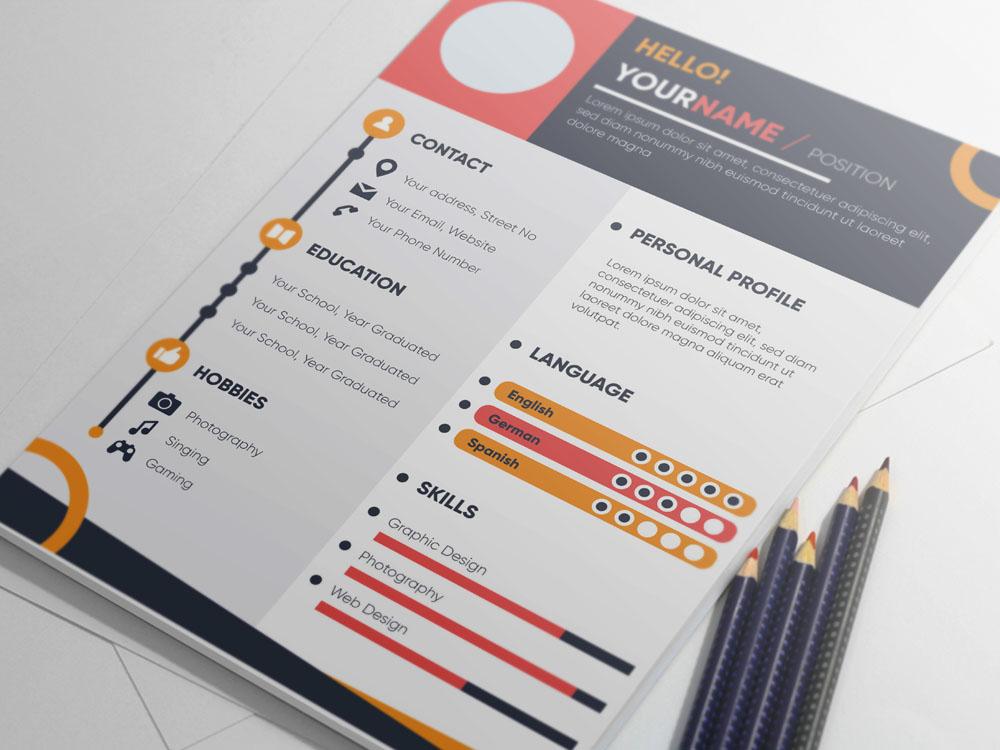 HELLO!
YOURNAME / POSITION
Lorem ipsum dolor sit amet, consectetuer adipiscing elit,
sed diam nonummy nibh euismod tincidunt ut laoreet
dolore magna
CONTACT
Your address, Street No
Your Email, Website
Your Phone Number
EDUCATION
Your School, Year Graduated
Your School, Year Graduated
Your School, Year Graduated
HOBBIES
Photography
Singing
Gaming
PERSONAL PROFILE
Lorem ipsum dolor sit amet,
consectetuer adipiscing elit, sed diam
nonummy nibh euismod tincidunt ut
laoreet dolore magna aliquam erat
volutpat.
LANGUAGE
English
German
Spanish
SKILLS
Graphic Design
Photography
Web Design